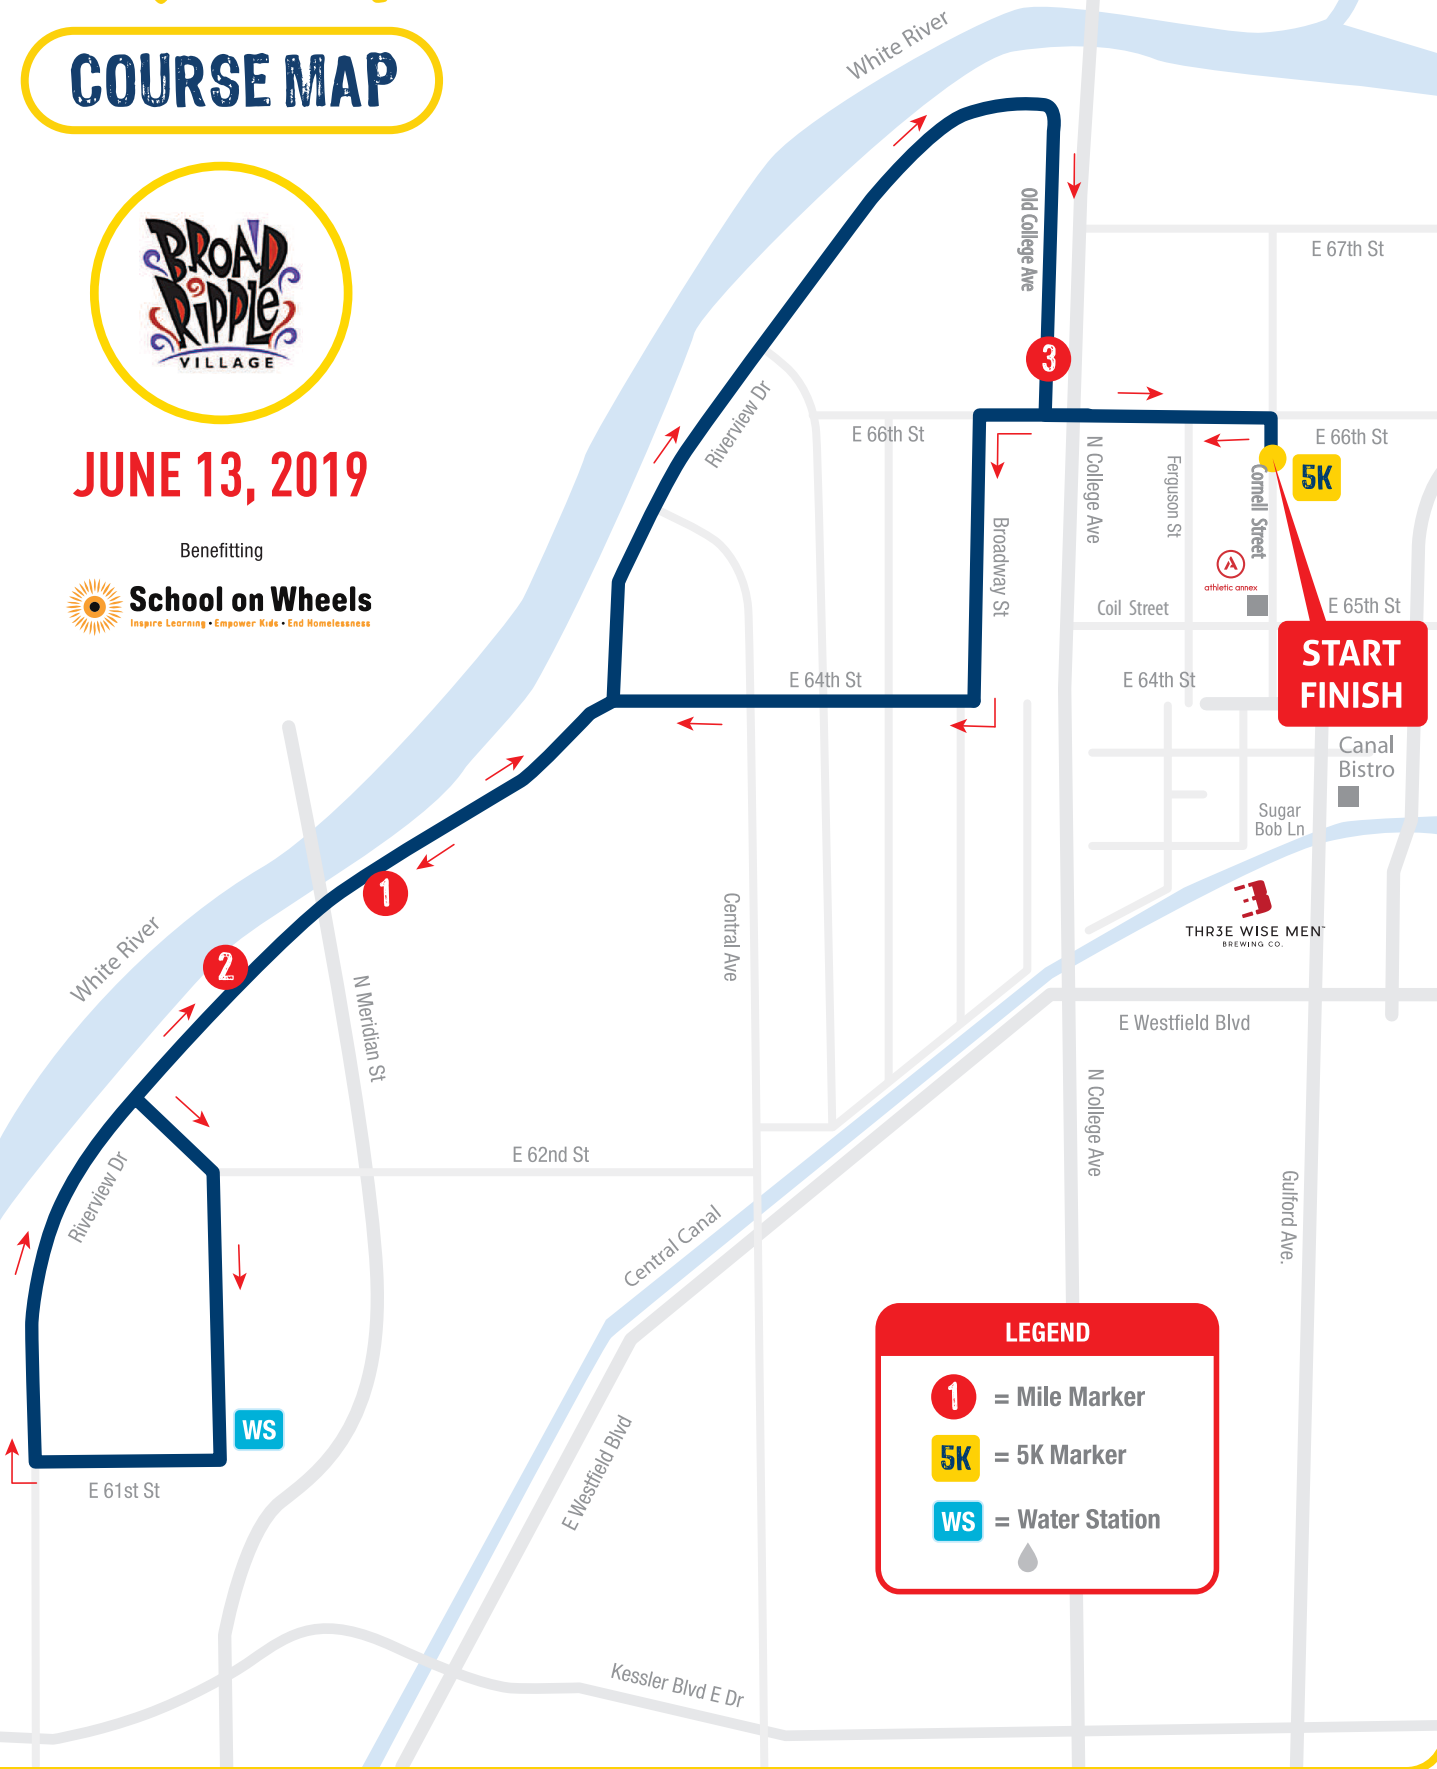 COURSE MAP
BROAD
RIPPLE
VILLAGE
JUNE 13, 2019
Benefitting
School on Wheels
Inspire Learning • Empower Kids • End Homelessness
White River
Old College Ave
E 67th St
3
Riverview Dr
E 66th St
E 66th St
N College Ave
Ferguson St
Cornell Street
5K
Broadway St
athletic annex
Coil Street
E 65th St
START
FINISH
E 64th St
E 64th St
Canal
Bistro
Sugar
Bob Ln
1
THR3E WISE MEN
BREWING CO.
White River
2
Central Ave
N Meridian St
E Westfield Blvd
N College Ave
E 62nd St
Riverview Dr
Central Canal
Gulford Ave.
WS
E 61st St
E Westfield Blvd
Kessler Blvd E Dr
LEGEND
1 = Mile Marker
5K = 5K Marker
WS = Water Station